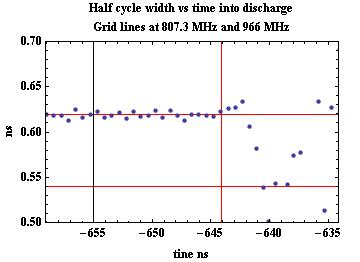 Half cycle width vs time into discharge
Grid lines at 807.3 MHz and 966 MHz
0.70
0.65
0.60
0.55
0.50
ns
-655
-650
-645
-640
-635
time ns